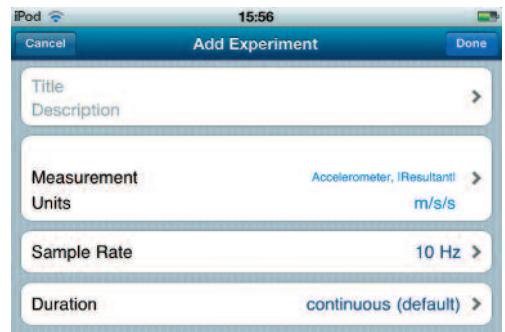 iPod 15:56
Cancel Add Experiment Done
Title
Description
Measurement Accelerometer, |Resultant|
Units m/s/s
Sample Rate 10 Hz
Duration continuous (default)